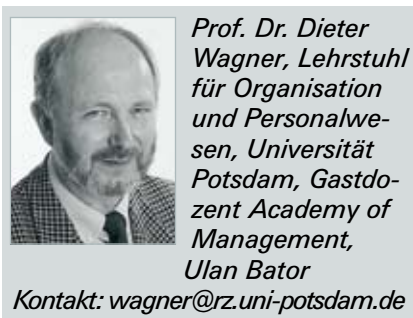 Prof. Dr. Dieter
Wagner, Lehrstuhl
für Organisation
und Personalwe-
sen, Universität
Potsdam, Gastdo-
zent Academy of
Management,
Ulan Bator
Kontakt: wagner@rz.uni-potsdam.de